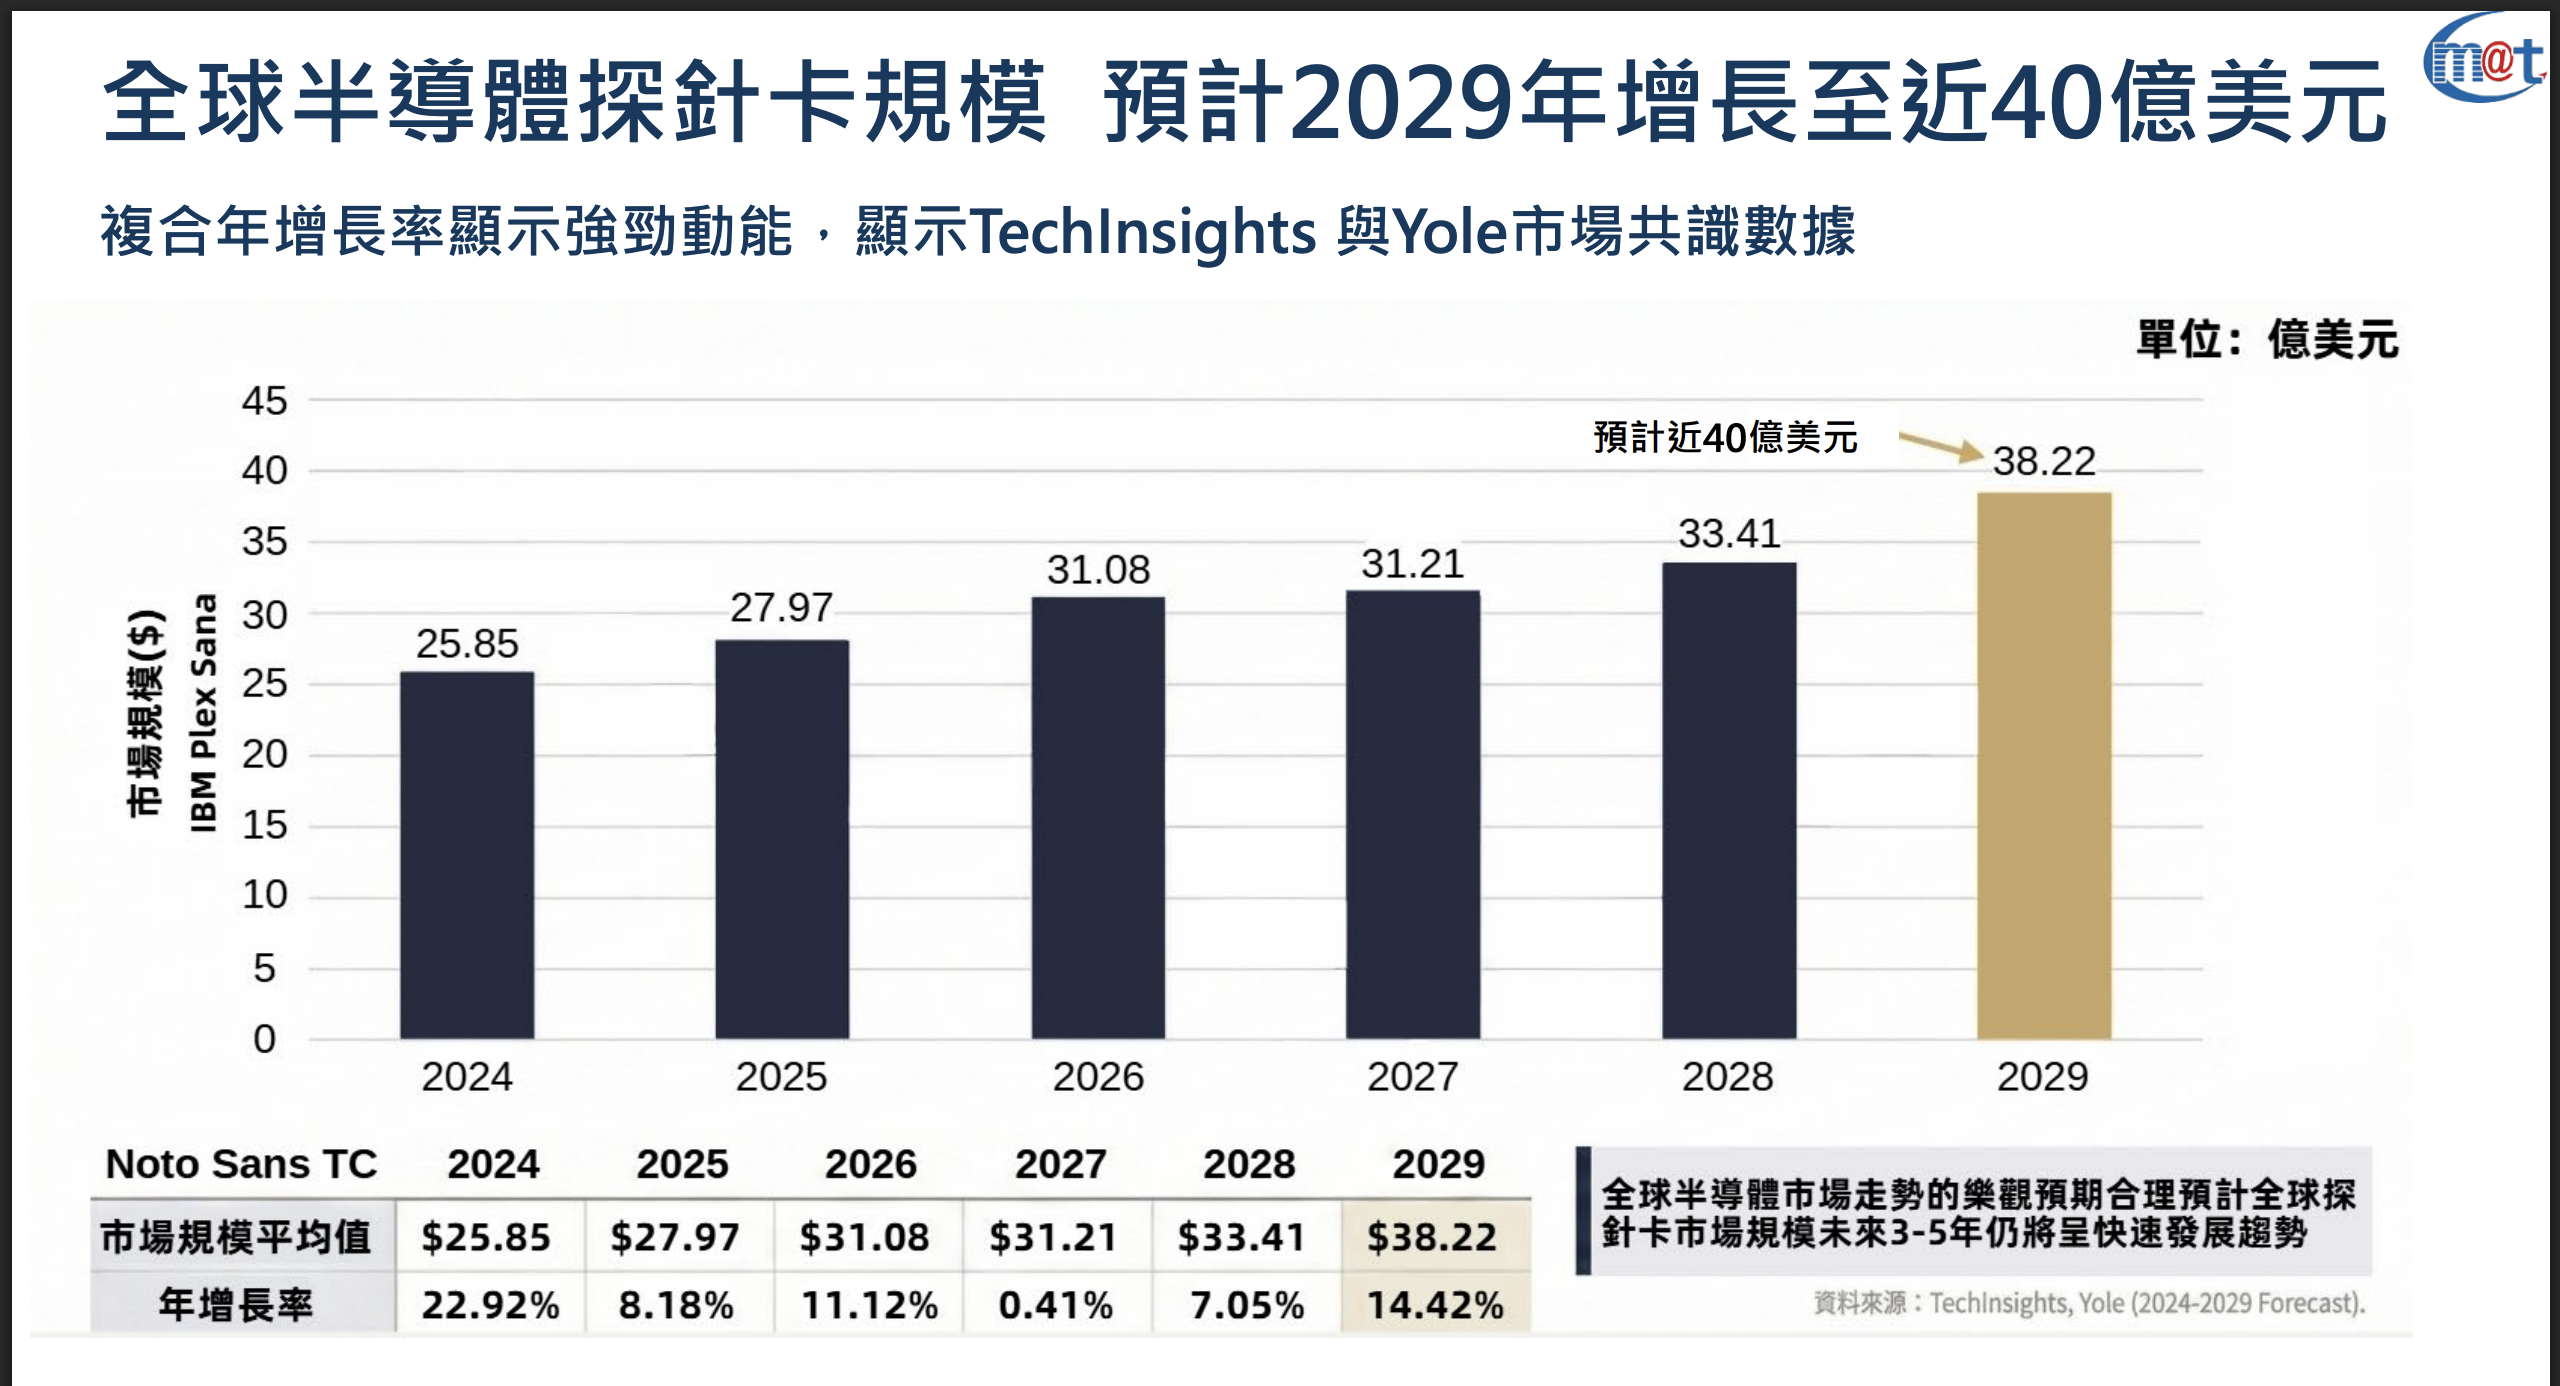 全球半導體探針卡規模 預計2029年增長至近40億美元
m@t
複合年增長率顯示強勁動能，顯示TechInsights 與Yole市場共識數據
單位：億美元
市場規模($)
IBM Plex Sana
45
40
35
30
25
20
15
10
5
0
預計近40億美元
25.85
27.97
31.08
31.21
33.41
38.22
2024 2025 2026 2027 2028 2029
Noto Sans TC 2024 2025 2026 2027 2028 2029
市場規模平均值 $25.85 $27.97 $31.08 $31.21 $33.41 $38.22
年增長率 22.92% 8.18% 11.12% 0.41% 7.05% 14.42%
全球半導體市場走勢的樂觀預期合理預計全球探
針卡市場規模未來3-5年仍將呈快速發展趨勢
資料來源：TechInsights, Yole (2024-2029 Forecast).